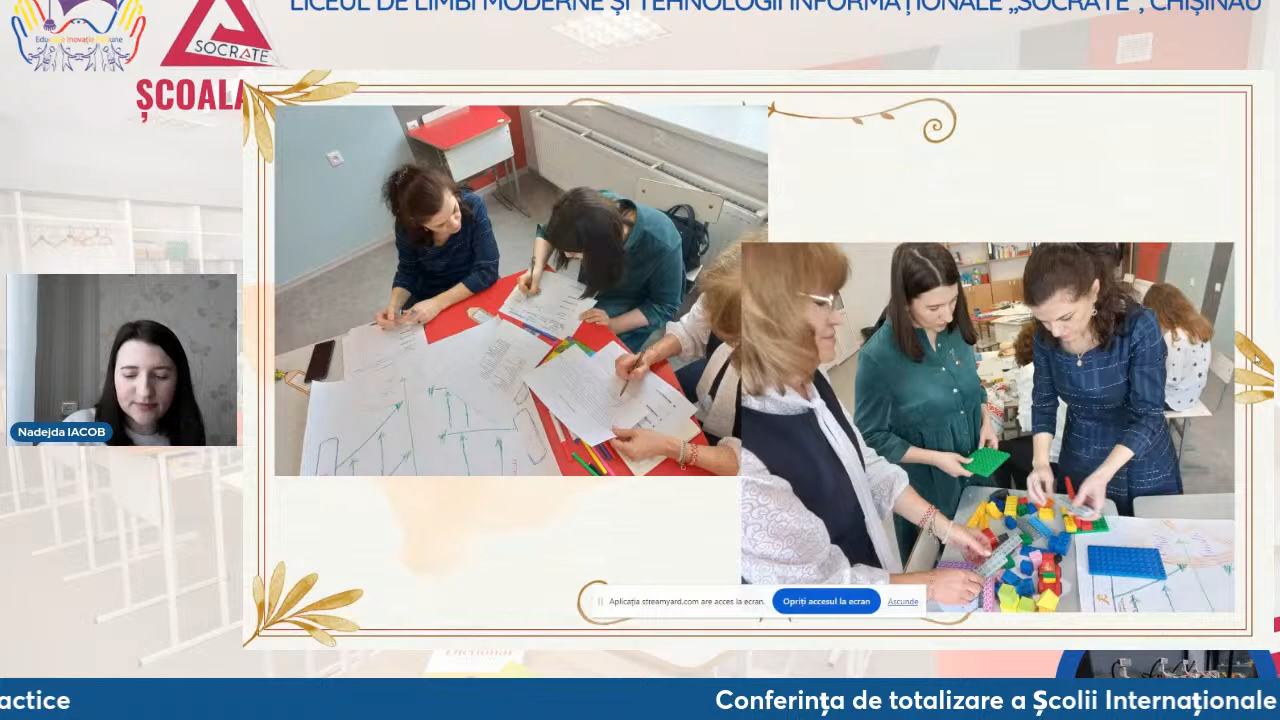 LICEUL DE LIMBI MODERNE ȘI TEHNOLOGII INFORMAȚIONALE „SOCRATE”, CHIȘINĂU
SOCRATE
ȘCOALA
Nadejda IACOB
Aplicația streamyard.com are acces la ecran.
Opriți accesul la ecran
Ascunde
actice
Conferința de totalizare a Școlii Internaționale